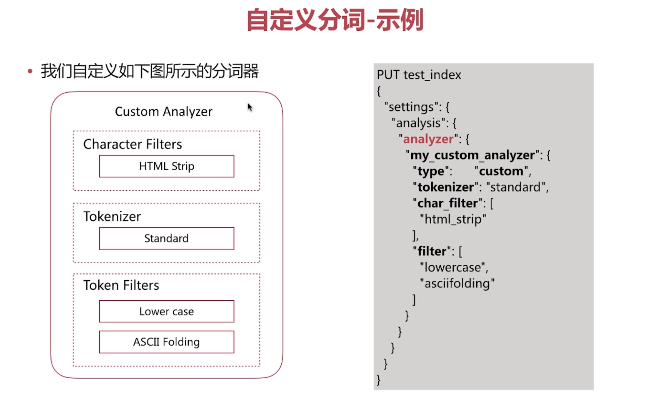 自定义分词-示例
• 我们自定义如下图所示的分词器
Custom Analyzer
Character Filters
HTML Strip
Tokenizer
Standard
Token Filters
Lower case
ASCII Folding
PUT test_index
{
"settings": {
"analysis": {
"analyzer": {
"my_custom_analyzer": {
"type": "custom",
"tokenizer": "standard",
"char_filter": [
"html_strip"
],
"filter": [
"lowercase",
"asciifolding"
]
}
}
}
}
}